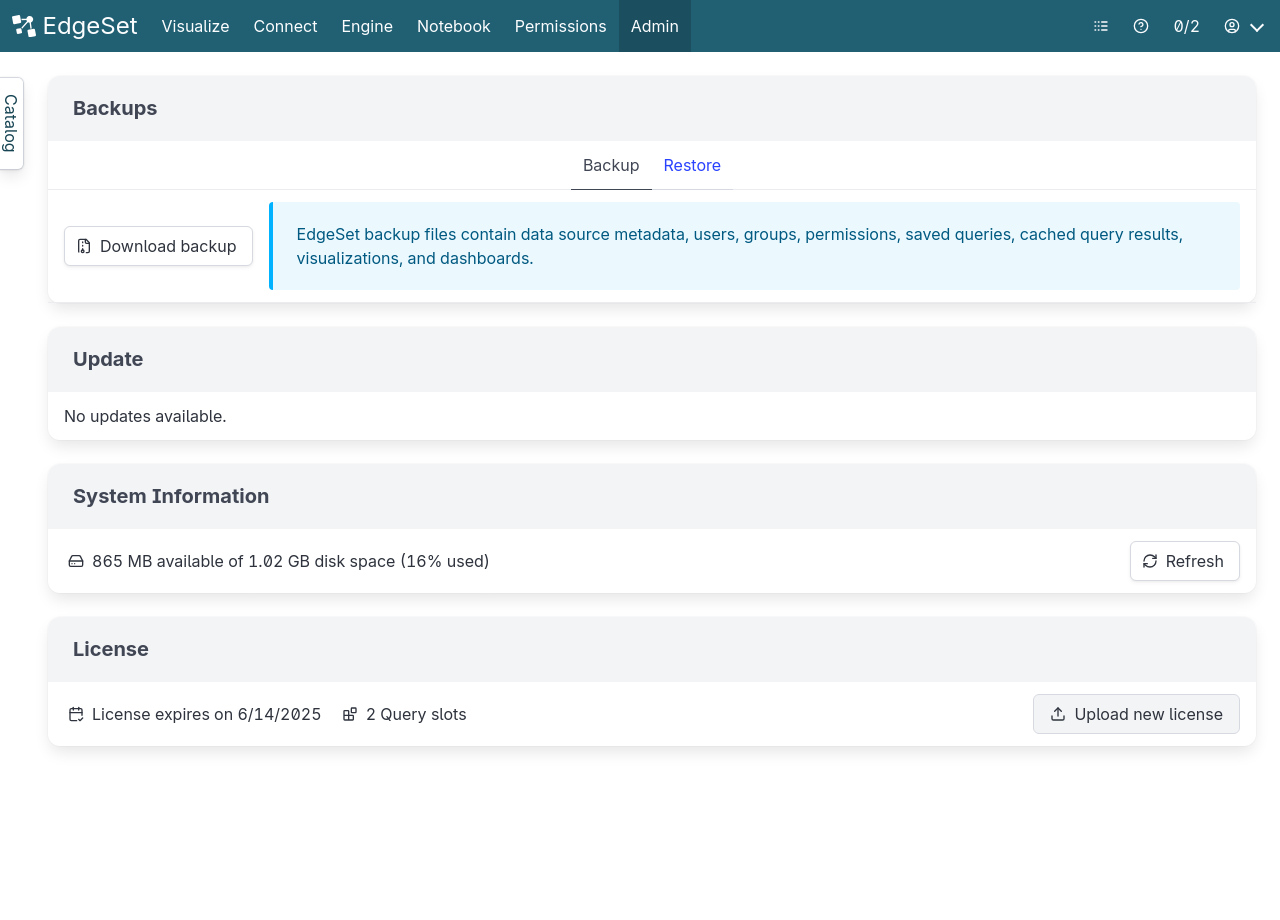 EdgeSet Visualize Connect Engine Notebook Permissions Admin 0/2
Catalog
Backups
Backup Restore
Download backup
EdgeSet backup files contain data source metadata, users, groups, permissions, saved queries, cached query results,
visualizations, and dashboards.
Update
No updates available.
System Information
865 MB available of 1.02 GB disk space (16% used) Refresh
License
License expires on 6/14/2025 2 Query slots Upload new license